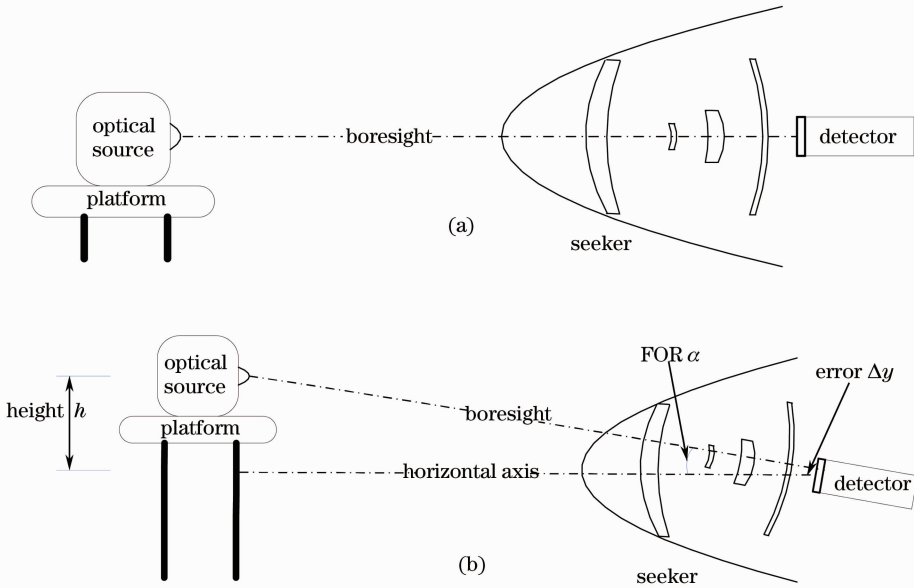 optical
source
boresight
detector
platform
(a)
seeker
optical
source
FOR α
error Δy
height h
boresight
platform
horizontal axis
detector
(b)
seeker